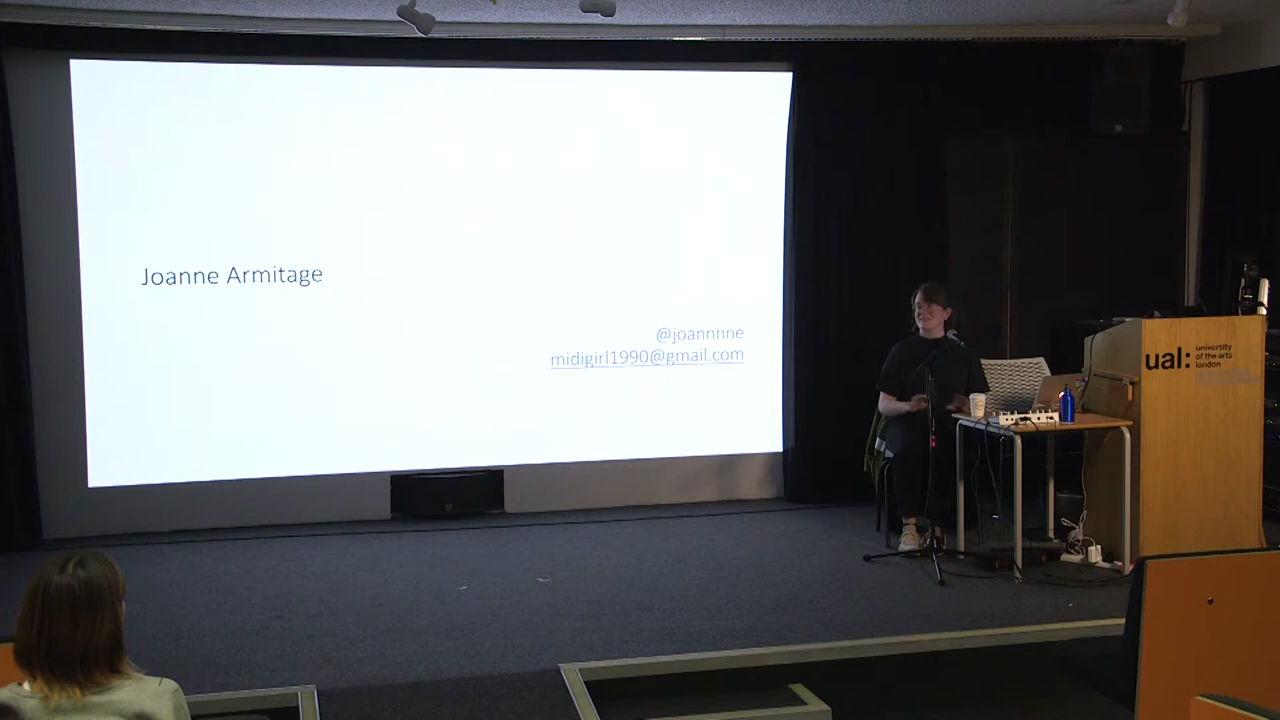 Joanne Armitage
@joannnne
midigirl1990@gmail.com
ual:
university
of the arts
london